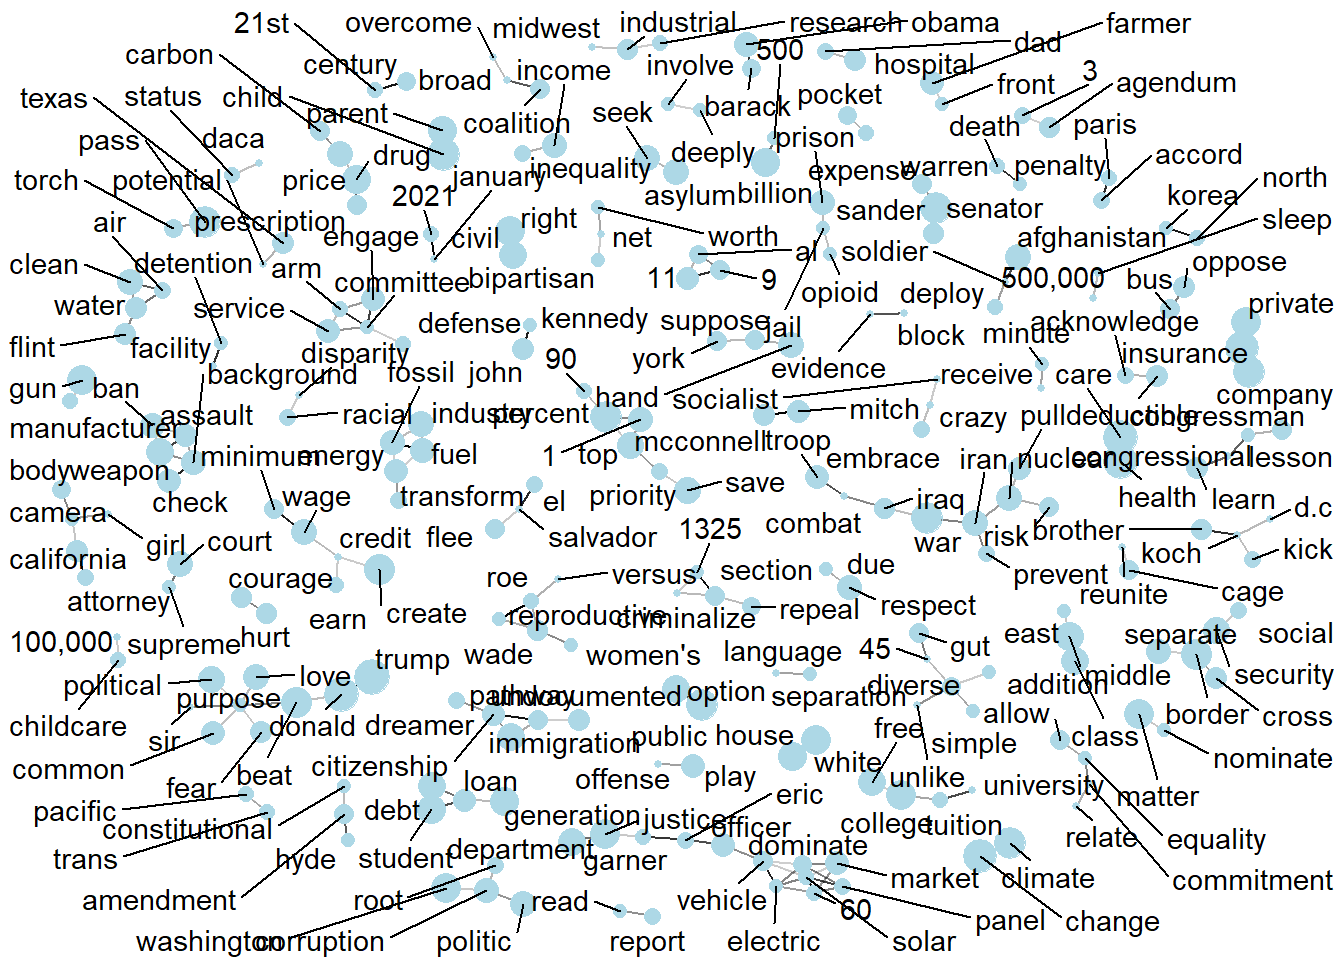 21st
overcome
midwest
industrial
research
obama
farmer
carbon
century
broad
income
involve
500
dad
hospital
3
texas
status
child
parent
coalition
seek
barack
pocket
front
agendum
pass
daca
drug
inequality
deeply
prison
death
paris
torch
potential
price
january
asylum
billion
expense
warren
penalty
accord
air
prescription
2021
right
net
worth
sander
senator
korea
north
clean
detention
arm
engage
civil
bipartisan
al
soldier
afghanistan
sleep
water
service
committee
11
9
opioid
deploy
500,000
bus
oppose
private
flint
facility
disparity
defense
kennedy
suppose
jail
block
minute
acknowledge
gun
ban
background
fossil
john
90
york
evidence
insurance
manufacturer
assault
racial
industry
percent
hand
socialist
mitch
receive
care
company
body
weapon
minimum
energy
fuel
1
top
mcconnell
troop
crazy
pull
deductible
congressman
camera
check
wage
transform
el
priority
save
embrace
iran
nuclear
congressional
lesson
california
girl
court
credit
flee
salvador
1325
combat
iraq
war
risk
brother
health
learn
d.c
attorney
courage
earn
create
roe
versus
section
due
prevent
koch
kick
100,000
supreme
hurt
reproductive
criminalize
repeal
respect
reunite
cage
political
purpose
love
trump
wade
women's
language
45
gut
east
separate
social
childcare
sir
donald
dreamer
pathway
undocumented
option
separation
diverse
addition
middle
security
common
fear
beat
citizenship
immigration
public
house
free
simple
allow
class
border
cross
pacific
constitutional
debt
loan
offense
play
white
unlike
university
matter
nominate
trans
hyde
student
generation
justice
eric
officer
college
tuition
relate
equality
amendment
root
department
garner
dominate
market
climate
commitment
washington
corruption
politic
read
report
vehicle
electric
60
solar
panel
change